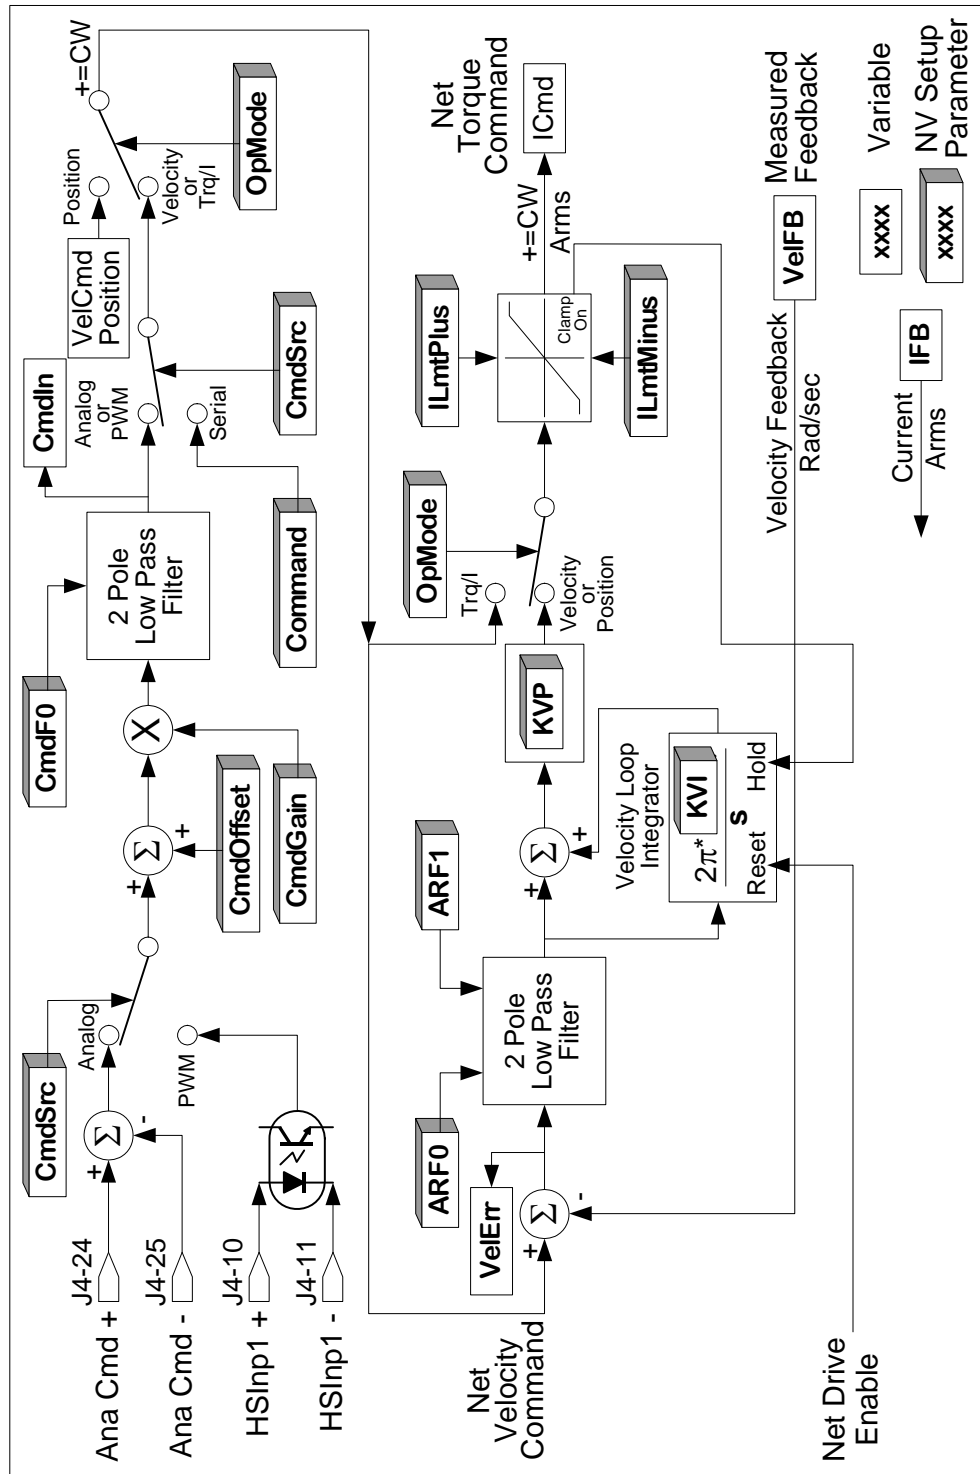 Ana Cmd +
J4-24
Ana Cmd -
J4-25
HSInp1 +
J4-10
HSInp1 -
J4-11
+
-
Σ
CmdSrc
Analog
PWM
+
Σ
+
CmdOffset
X
CmdGain
CmdF0
2 Pole
Low Pass
Filter
CmdIn
Command
Analog
or
PWM
Serial
CmdSrc
VelCmd
Position
Position
Velocity
or
Trq/I
OpMode
+=CW
Net
Velocity
Command
+
Σ
-
VelErr
ARF0
2 Pole
Low Pass
Filter
ARF1
+
Σ
+
Velocity Loop
Integrator
2π*
KVI
s
Reset
Hold
KVP
Trq/I
Velocity
or
Position
OpMode
ILmtPlus
Clamp
On
ILmtMinus
+=CW
Arms
Net
Torque
Command
ICmd
Net Drive
Enable
Velocity Feedback
Rad/sec
VelFB
Measured
Feedback
Current
Arms
IFB
xxxx
Variable
xxxx
NV Setup
Parameter